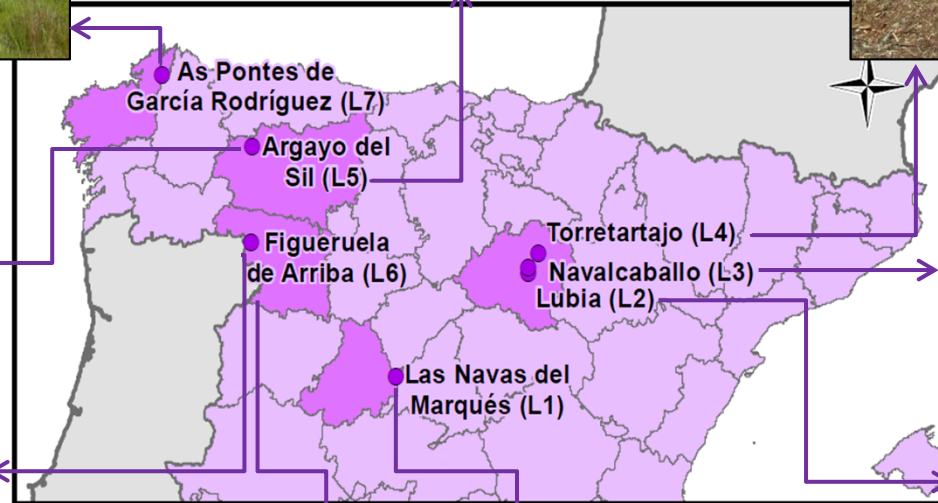 As Pontes de
García Rodríguez (L7)
Argayo del
Sil (L5)
Figueruela
de Arriba (L6)
Torretartajo (L4)
Navalcaballo (L3)
Lubia (L2)
Las Navas del
Marqués (L1)